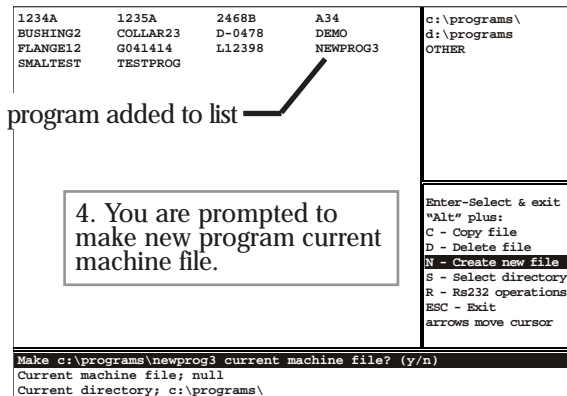 1234A 1235A 2468B A34
BUSHING2 COLLAR23 D-0478 DEMO
FLANGE12 G041414 L12398 NEWPROG3
SMALTEST TESTPROG
c:\programs\
d:\programs
OTHER
program added to list
4. You are prompted to
make new program current
machine file.
Enter-Select & exit
"Alt" plus:
C - Copy file
D - Delete file
N - Create new file
S - Select directory
R - Rs232 operations
ESC - Exit
arrows move cursor
Make c:\programs\newprog3 current machine file? (y/n)
Current machine file; null
Current directory; c:\programs\